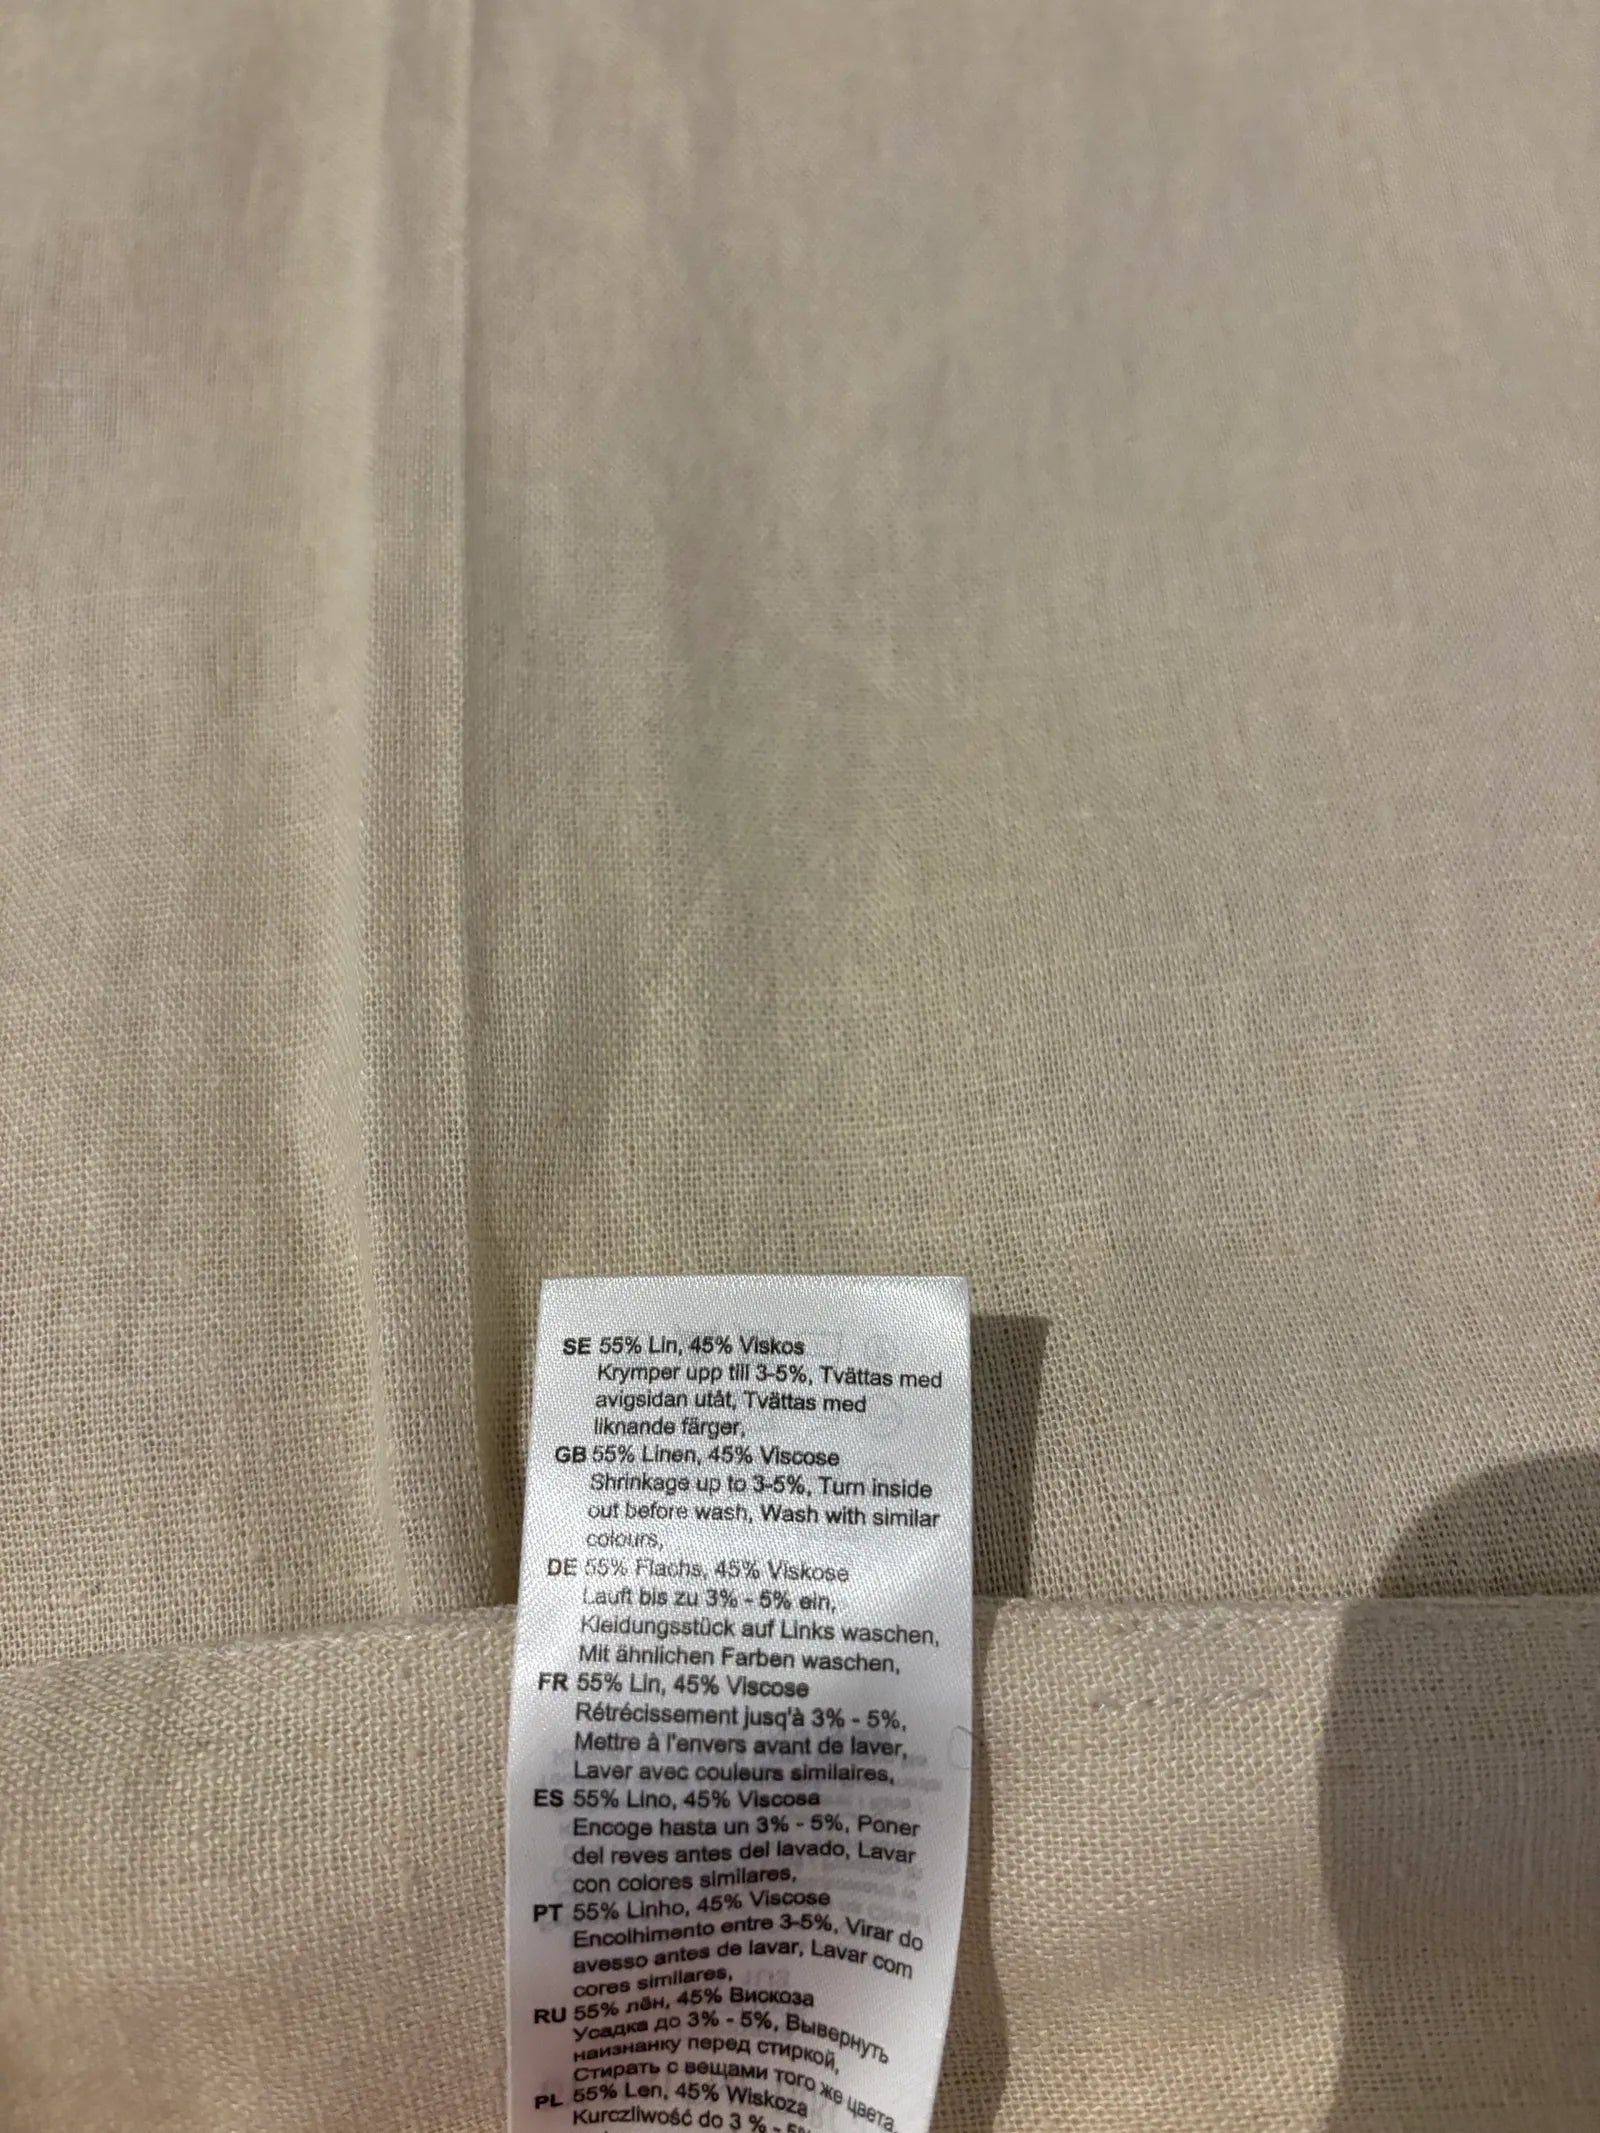 SE 55% Lin, 45% Viskos
Krymper upp till 3-5%, Tvättas med
avigsidan utåt, Tvättas med
liknande färger,
GB 55% Linen, 45% Viscose
Shrinkage up to 3-5%, Turn inside
out before wash, Wash with similar
colours,
DE 55% Flachs, 45% Viskose
Lauft bis zu 3% - 5% ein,
Kleidungsstück auf Links waschen,
Mit ähnlichen Farben waschen,
FR 55% Lin, 45% Viscose
Rétrécissement jusq'à 3% - 5%,
Mettre à l'envers avant de laver,
Laver avec couleurs similaires,
ES 55% Lino, 45% Viscosa
Encoge hasta un 3% - 5%, Poner
del reves antes del lavado, Lavar
con colores similares,
PT 55% Linho, 45% Viscose
Encolhimento entre 3-5%, Virar do
avesso antes de lavar, Lavar com
cores similares,
RU 55% лён, 45% Вискоза
Усадка до 3% - 5%, Вывернуть
наизнанку перед стиркой,
Стирать с вещами того же цвета,
PL 55% Len, 45% Wiskoza
Kurczliwość do 3 % - 5%